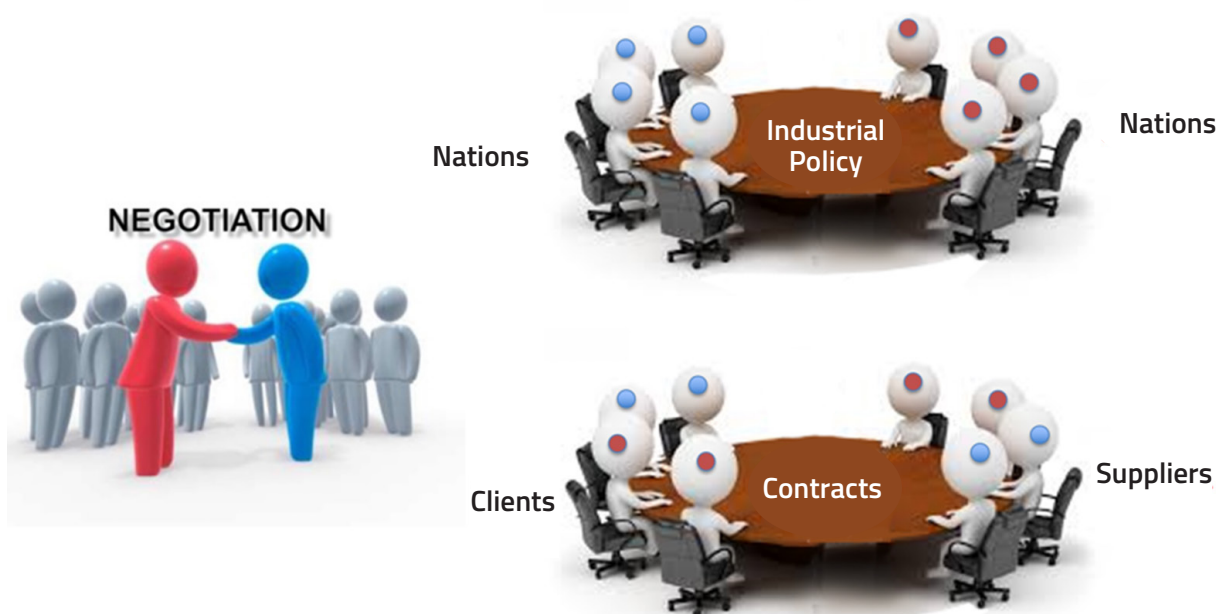 NEGOTIATION
Nations
Industrial
Policy
Nations
Clients
Contracts
Suppliers